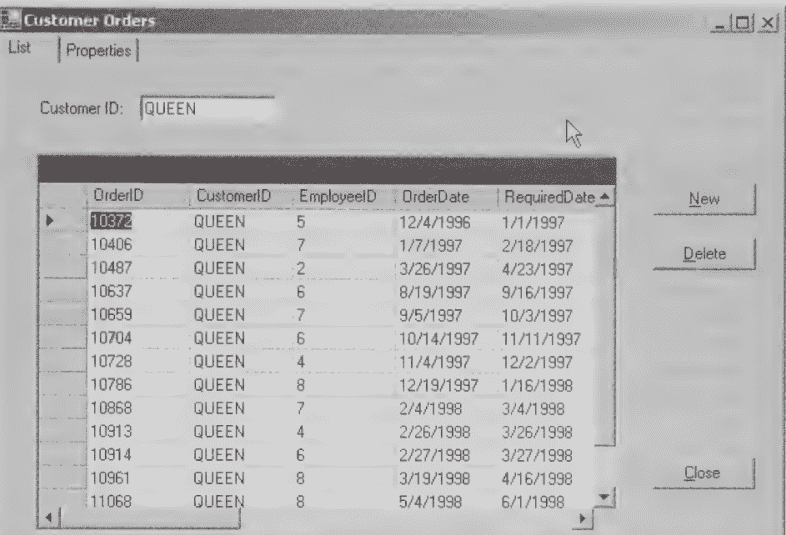 Customer Orders
List Properties
Customer ID: QUEEN
OrderID CustomerID EmployeeID OrderDate RequiredDate
10372 QUEEN 5 12/4/1996 1/1/1997
10406 QUEEN 7 1/7/1997 2/18/1997
10487 QUEEN 2 3/26/1997 4/23/1997
10637 QUEEN 6 8/19/1997 9/16/1997
10659 QUEEN 7 9/5/1997 10/3/1997
10704 QUEEN 6 10/14/1997 11/11/1997
10728 QUEEN 4 11/4/1997 12/2/1997
10786 QUEEN 8 12/19/1997 1/16/1998
10868 QUEEN 7 2/4/1998 3/4/1998
10913 QUEEN 4 2/26/1998 3/26/1998
10914 QUEEN 6 2/27/1998 3/27/1998
10961 QUEEN 8 3/19/1998 4/16/1998
11068 QUEEN 8 5/4/1998 6/1/1998
New
Delete
Close